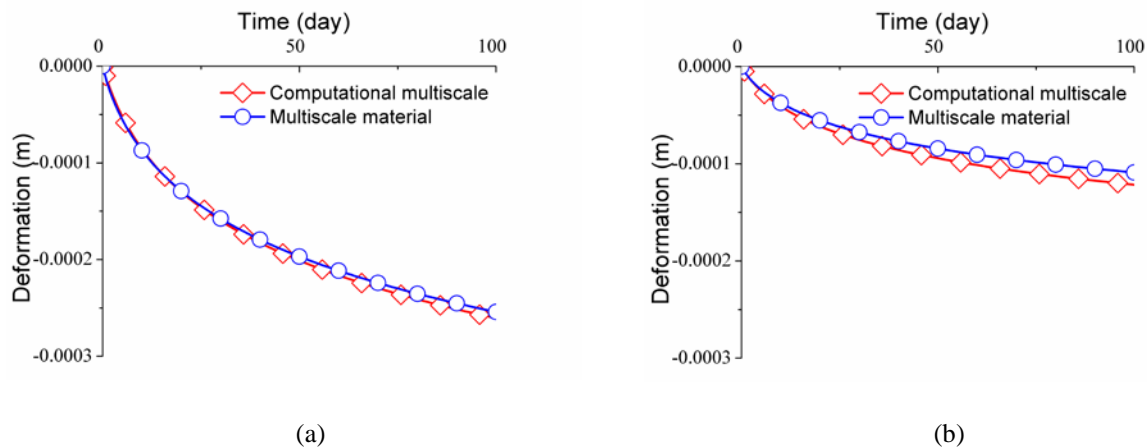 Time (day)
0 50 100
0.0000
-0.0001
-0.0002
-0.0003
Deformation (m)
Computational multiscale
Multiscale material
(a)
Time (day)
0 50 100
0.0000
-0.0001
-0.0002
-0.0003
Deformation (m)
Computational multiscale
Multiscale material
(b)